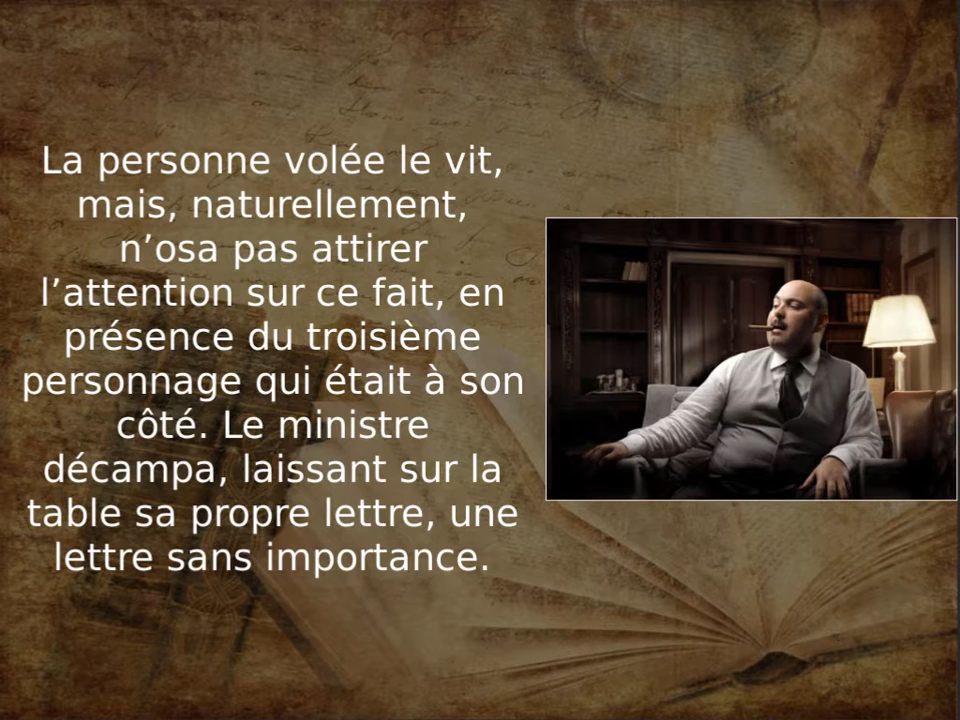 La personne volée le vit,
mais, naturellement,
n’osa pas attirer
l’attention sur ce fait, en
présence du troisième
personnage qui était à son
côté. Le ministre
décampa, laissant sur la
table sa propre lettre, une
lettre sans importance.